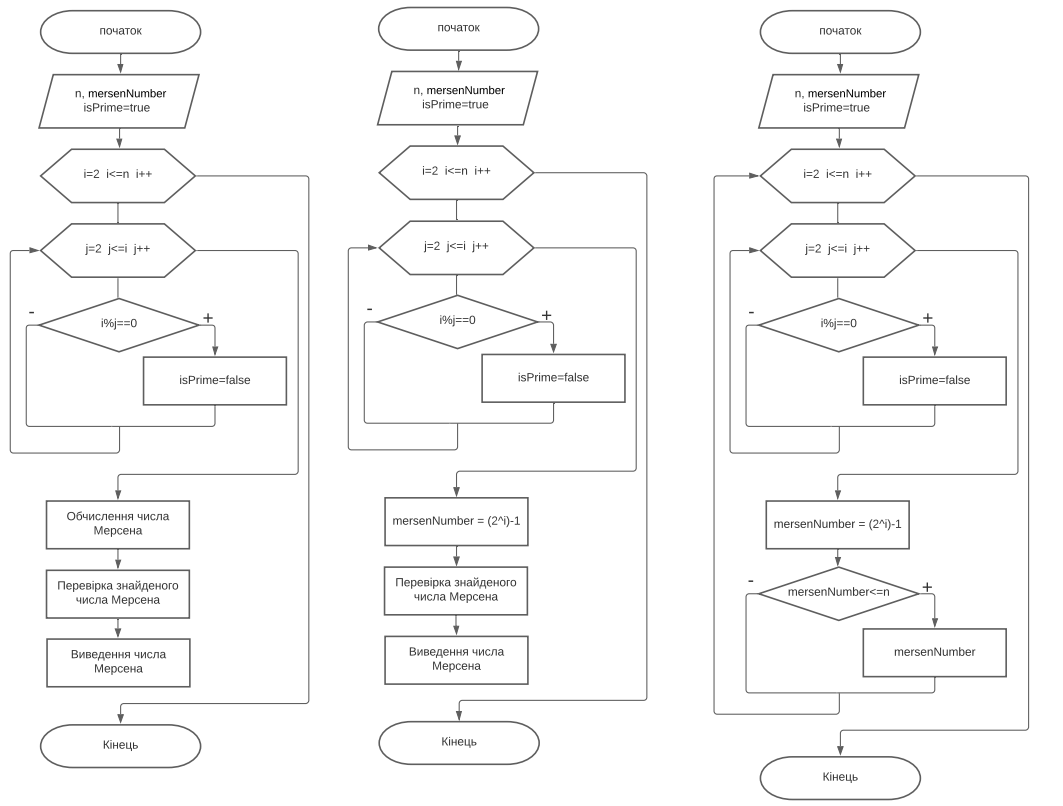 початок
n, mersenNumber
isPrime=true
i=2 i<=n i++
j=2 j<=i j++
i%j==0
-
+
isPrime=false
Обчислення числа
Мерсена
Перевірка знайденого
числа Мерсена
Виведення числа
Мерсена
Кінець
початок
n, mersenNumber
isPrime=true
i=2 i<=n i++
j=2 j<=i j++
i%j==0
-
+
isPrime=false
mersenNumber = (2^i)-1
Перевірка знайденого
числа Мерсена
Виведення числа
Мерсена
Кінець
початок
n, mersenNumber
isPrime=true
i=2 i<=n i++
j=2 j<=i j++
i%j==0
-
+
isPrime=false
mersenNumber = (2^i)-1
mersenNumber<=n
-
+
mersenNumber
Кінець